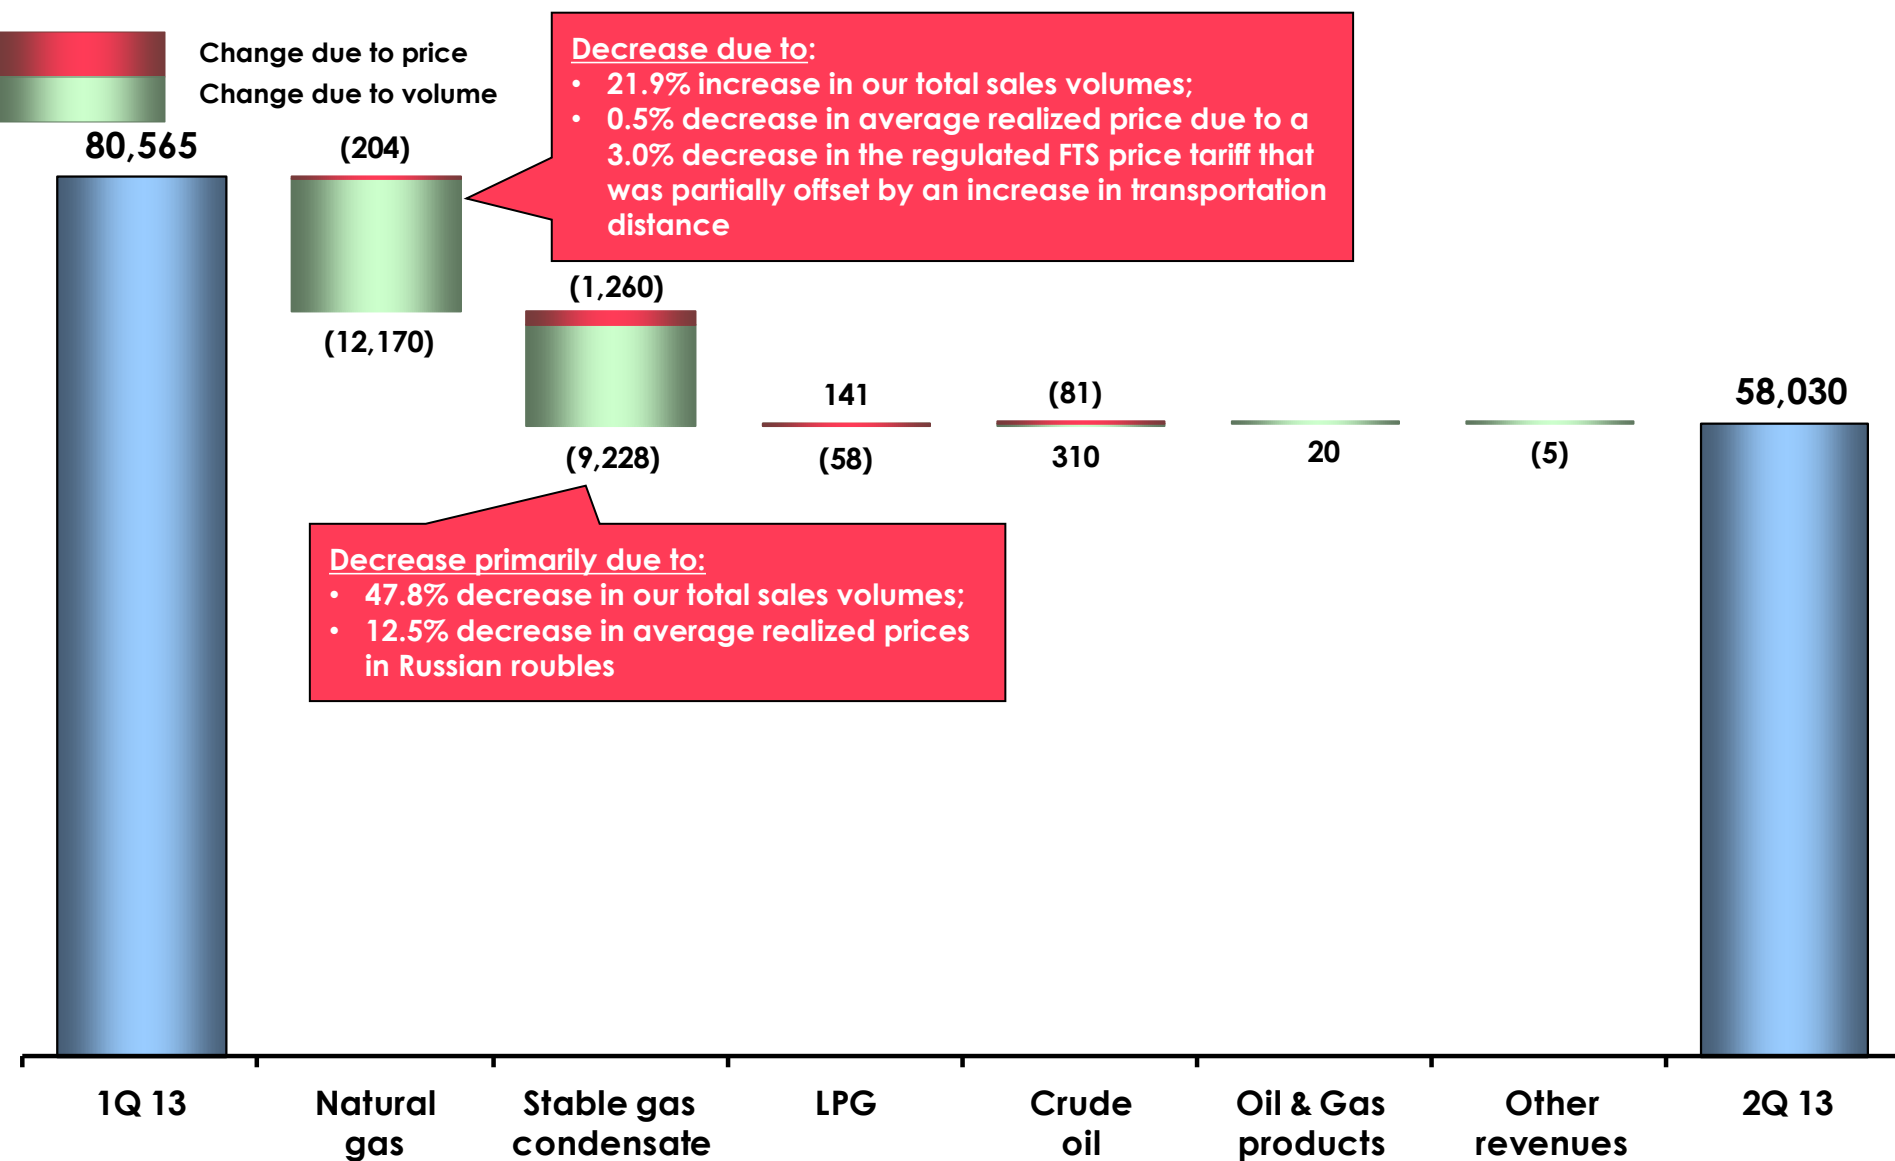 Change due to price
Change due to volume
Decrease due to:
• 21.9% increase in our total sales volumes;
• 0.5% decrease in average realized price due to a
3.0% decrease in the regulated FTS price tariff that
was partially offset by an increase in transportation
distance
80,565
(204)
(12,170)
(1,260)
(9,228)
141
(58)
(81)
310
20
(5)
58,030
Decrease primarily due to:
• 47.8% decrease in our total sales volumes;
• 12.5% decrease in average realized prices
in Russian roubles
1Q 13
Natural
gas
Stable gas
condensate
LPG
Crude
oil
Oil & Gas
products
Other
revenues
2Q 13